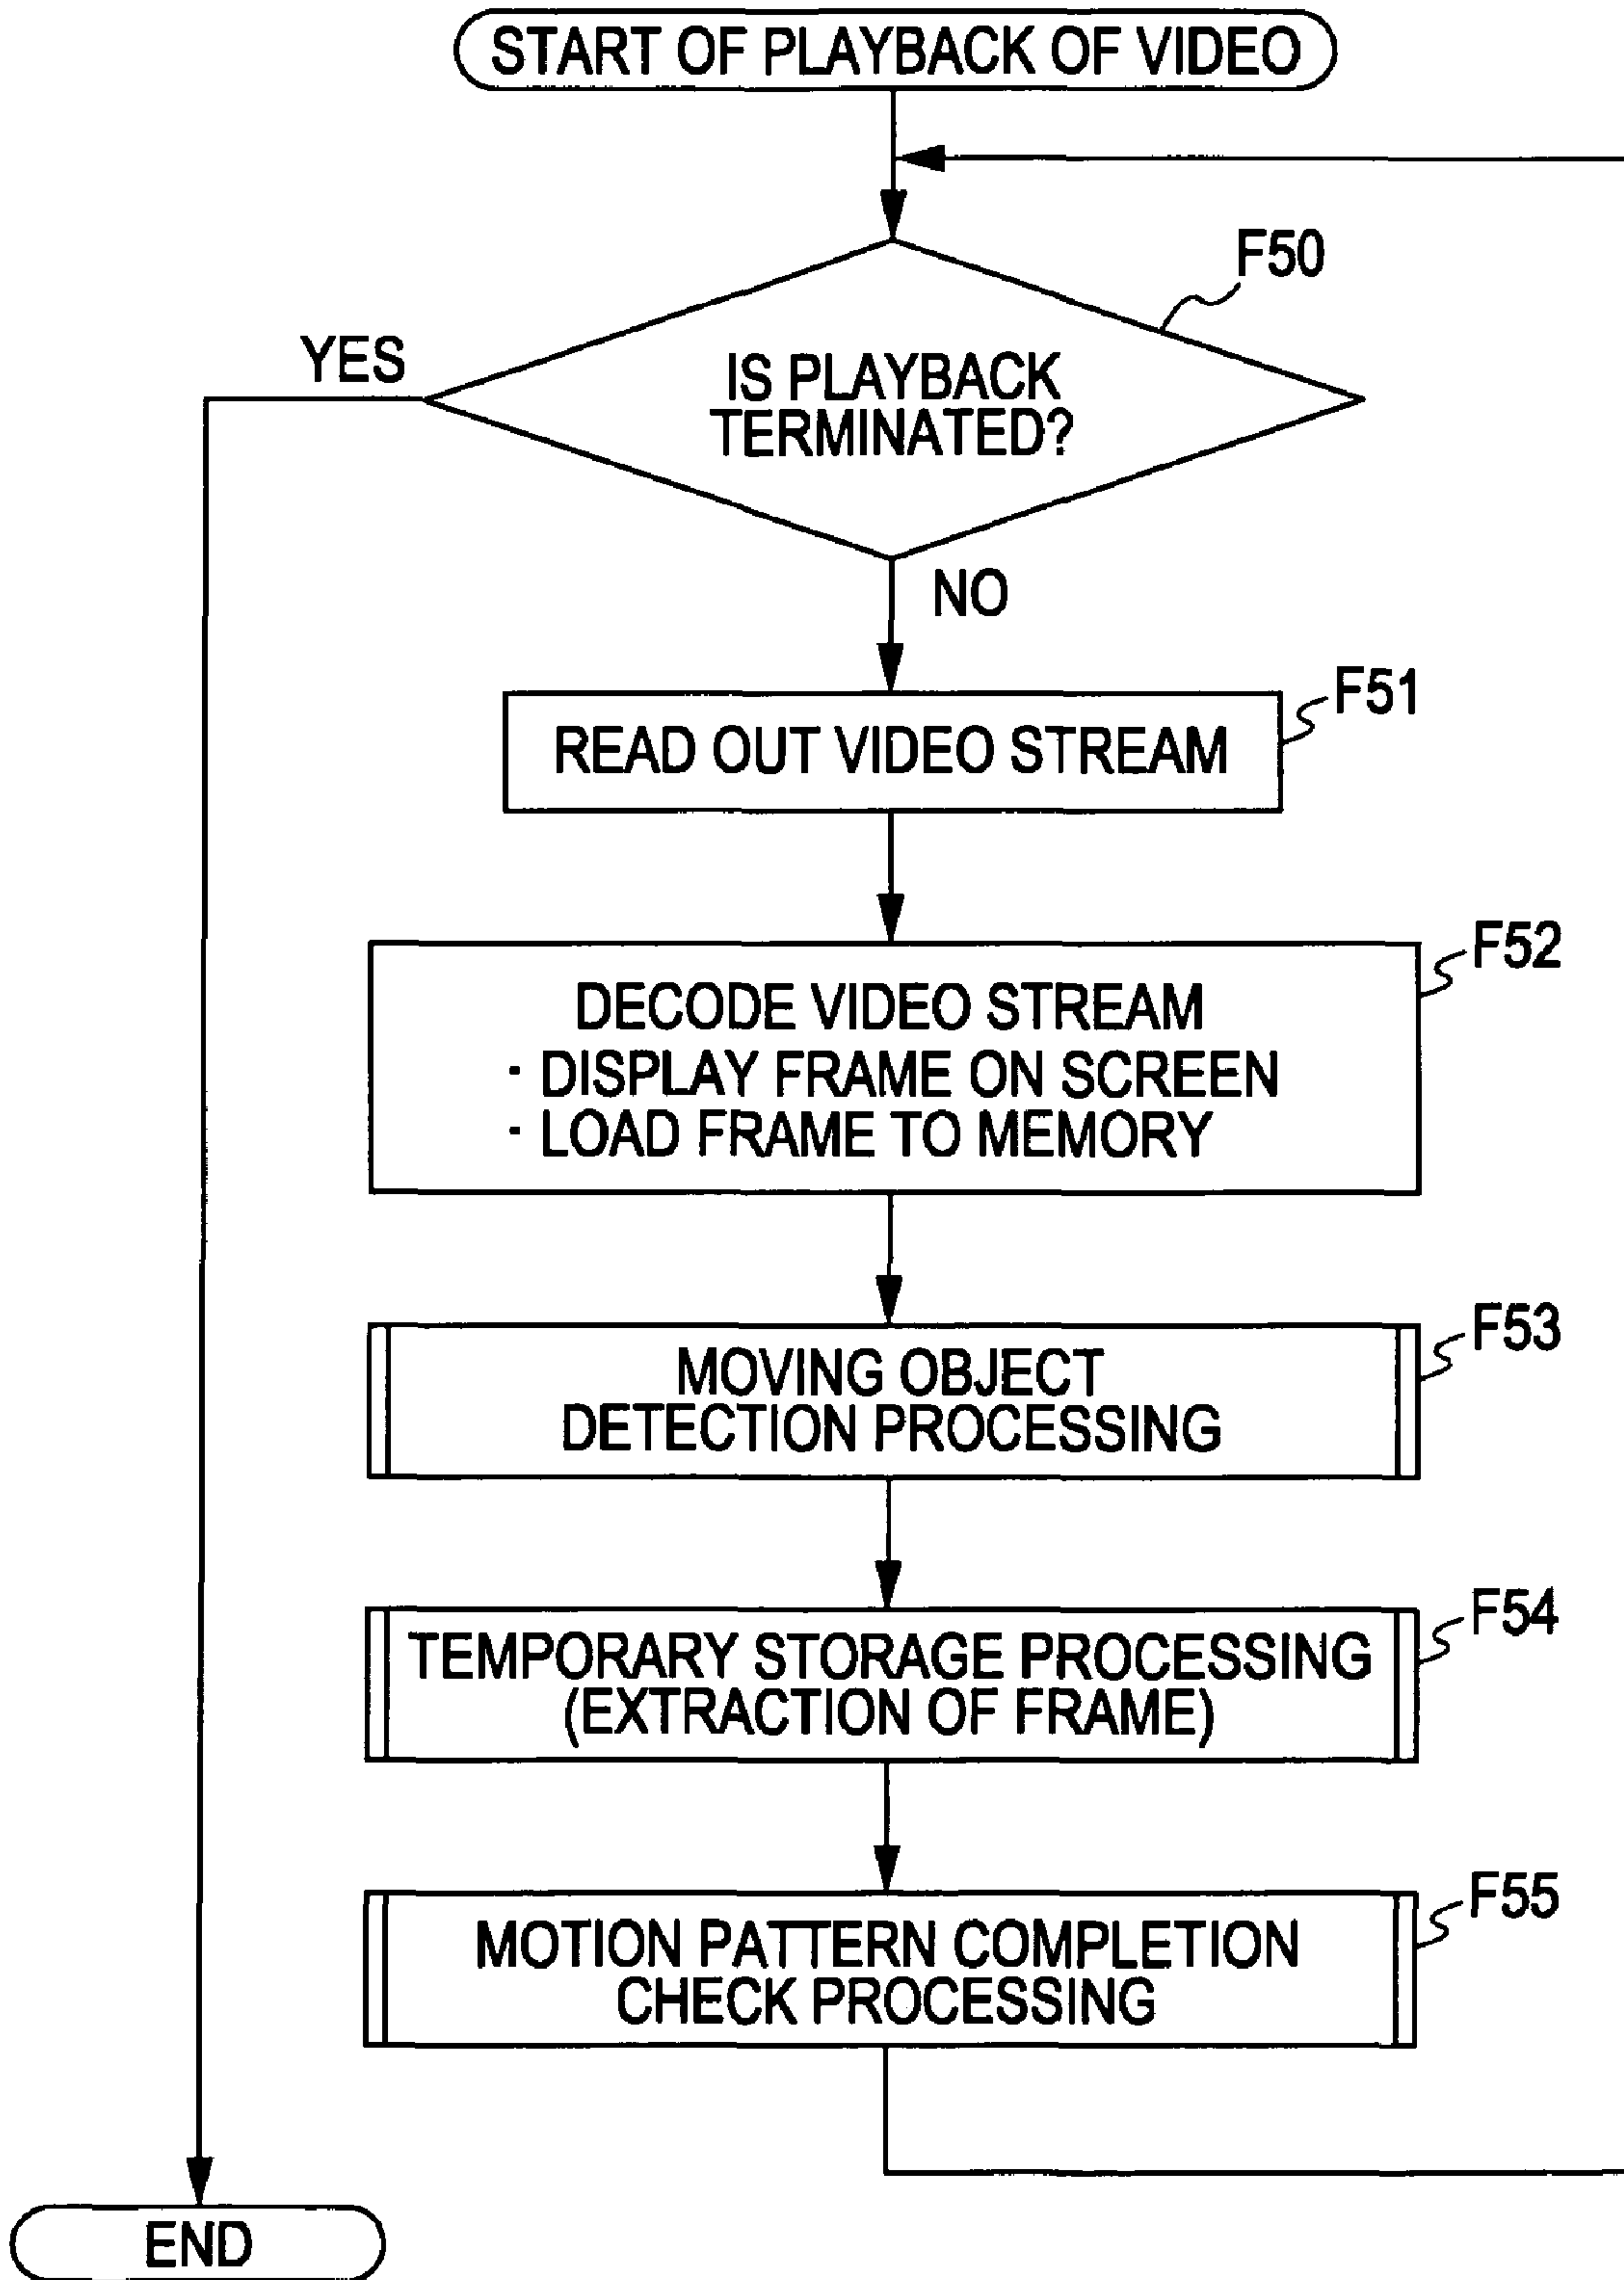 START OF PLAYBACK OF VIDEO
F50
YES
IS PLAYBACK
TERMINATED?
NO
F51
READ OUT VIDEO STREAM
F52
DECODE VIDEO STREAM
· DISPLAY FRAME ON SCREEN
· LOAD FRAME TO MEMORY
F53
MOVING OBJECT
DETECTION PROCESSING
F54
TEMPORARY STORAGE PROCESSING
(EXTRACTION OF FRAME)
F55
MOTION PATTERN COMPLETION
CHECK PROCESSING
END